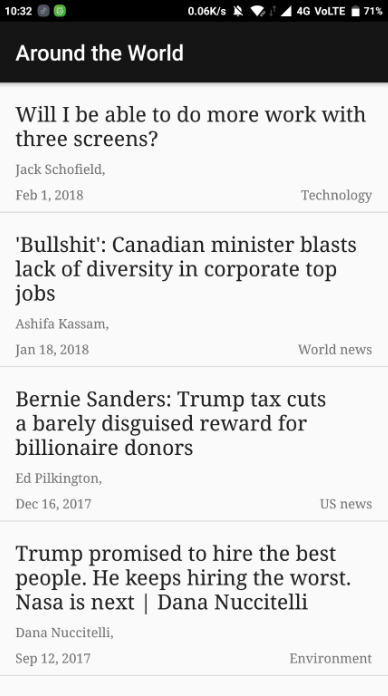 10:32 0.06K/s 4G VoLTE 71%
Around the World
Will I be able to do more work with
three screens?
Jack Schofield,
Feb 1, 2018 Technology
'Bullshit': Canadian minister blasts
lack of diversity in corporate top
jobs
Ashifa Kassam,
Jan 18, 2018 World news
Bernie Sanders: Trump tax cuts
a barely disguised reward for
billionaire donors
Ed Pilkington,
Dec 16, 2017 US news
Trump promised to hire the best
people. He keeps hiring the worst.
Nasa is next | Dana Nuccitelli
Dana Nuccitelli,
Sep 12, 2017 Environment